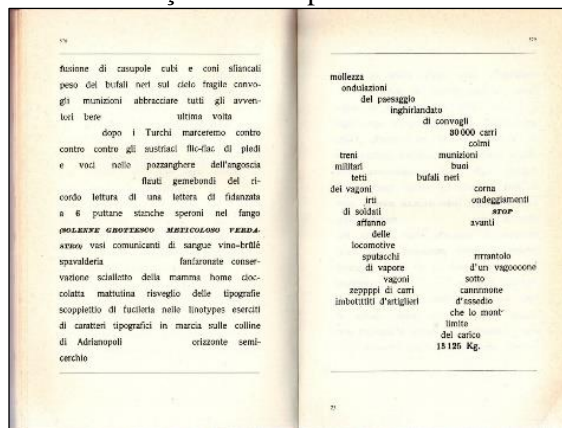 578
fusione di casupole cubi e coni sfiancati
peso dei bufali neri sul cielo fragile convo-
gli munizioni abbracciare tutti gli avven-
tori bere ultima volta
dopo i Turchi marceremo contro
contro contro gli austriaci flic-flac di piedi
e voci nelle pozzanghere dell'angoscia
flauti gemebondi del ri-
cordo lettura di una lettera di fidanzata
a 6 puttane stanche speroni nel fango
(SOLENNE GROTTESCO METICOLOSO VERDA-
STRO) vasi comunicanti di sangue vino-brûlé
spavalderia fanfaronate conser-
vazione scialletto della mamma home cioc-
colatta mattutina risveglio delle tipografie
scoppiettio di fucileria nelle linotypes eserciti
di caratteri tipografici in marcia sulle colline
di Adrianopoli orizzonte semi-
cerchio
579
mollezza
ondulazioni
del paesaggio
inghirlandato
di convogli
30 000 carri
colmi
treni munizioni
militari buoi
tetti bufali neri
dei vagoni corna
irti ondeggiamenti
di soldati STOP
affanno avanti
delle
locomotive
sputacchi rrrrantolo
di vapore d'un vagoooone
vagoni sotto
zepppppi di carri cannnnone
imbottititi d'artiglieri d'assedio
che lo mont-
limite
del carico
15 125 Kg.